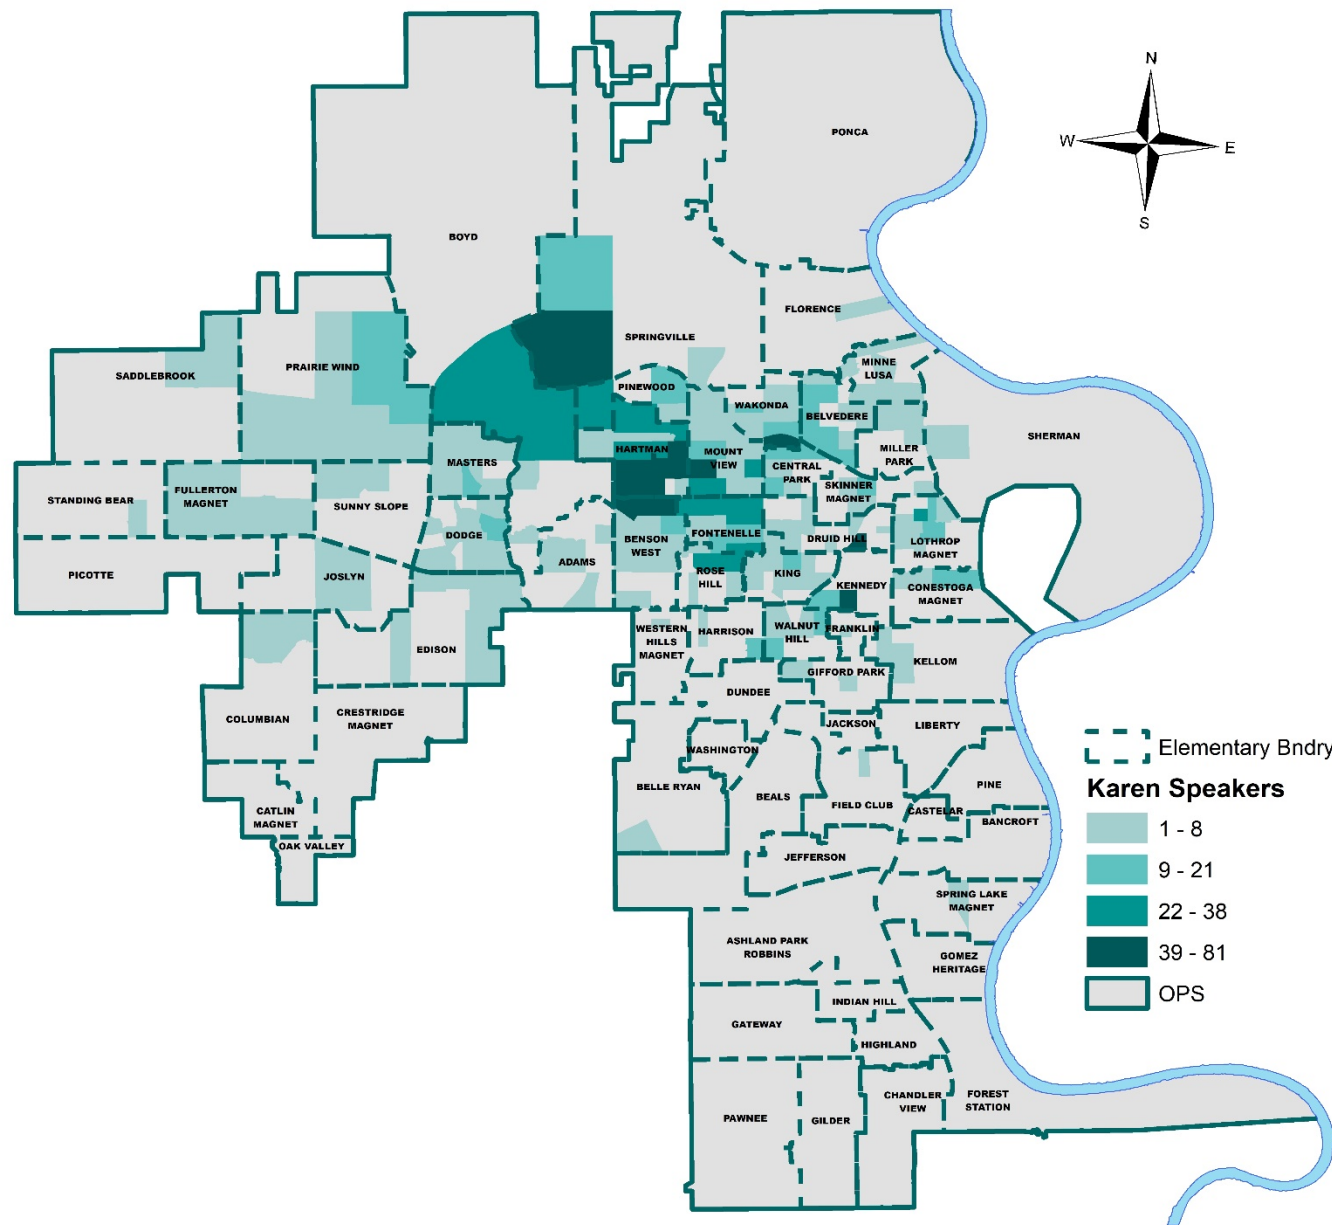 N
W
E
S
PONCA
BOYD
FLORENCE
SPRINGVILLE
SADDLEBROOK
PRAIRIE WIND
PINEWOOD
MINNE
LUSA
WAKONDA
BELVEDERE
SHERMAN
HARTMAN
MOUNT
VIEW
MILLER
PARK
MASTERS
CENTRAL
PARK
SKINNER
MAGNET
STANDING BEAR
FULLERTON
MAGNET
SUNNY SLOPE
DODGE
BENSON
WEST
FONTENELLE
DRUID HILL
LOTHROP
MAGNET
PICOTTE
JOSLYN
ADAMS
ROSE
HILL
KING
KENNEDY
CONESTOGA
MAGNET
WESTERN
HILLS
MAGNET
HARRISON
WALNUT
HILL
FRANKLIN
EDISON
KELLOM
GIFFORD PARK
DUNDEE
COLUMBIAN
CRESTRIDGE
MAGNET
JACKSON
LIBERTY
WASHINGTON
BELLE RYAN
BEALS
FIELD CLUB
CASTELAR
PINE
BANCROFT
CATLIN
MAGNET
OAK VALLEY
JEFFERSON
SPRING LAKE
MAGNET
ASHLAND PARK
ROBBINS
GOMEZ
HERITAGE
INDIAN HILL
GATEWAY
HIGHLAND
CHANDLER
VIEW
FOREST
STATION
PAWNEE
GILDER
Elementary Bndry
Karen Speakers
1 - 8
9 - 21
22 - 38
39 - 81
OPS